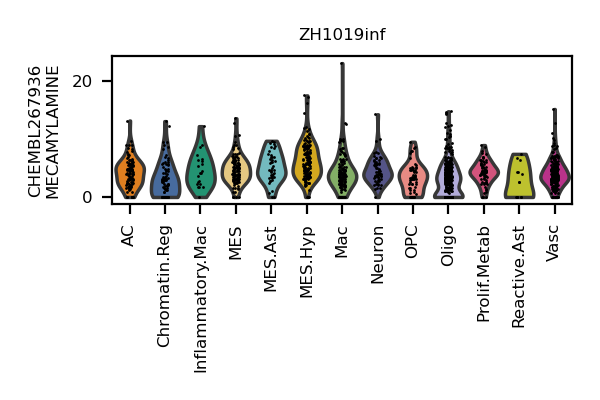 ZH1019inf
CHEMBL267936
MECAMYLAMINE
20
0
AC
Chromatin.Reg
Inflammatory.Mac
MES
MES.Ast
MES.Hyp
Mac
Neuron
OPC
Oligo
Prolif.Metab
Reactive.Ast
Vasc